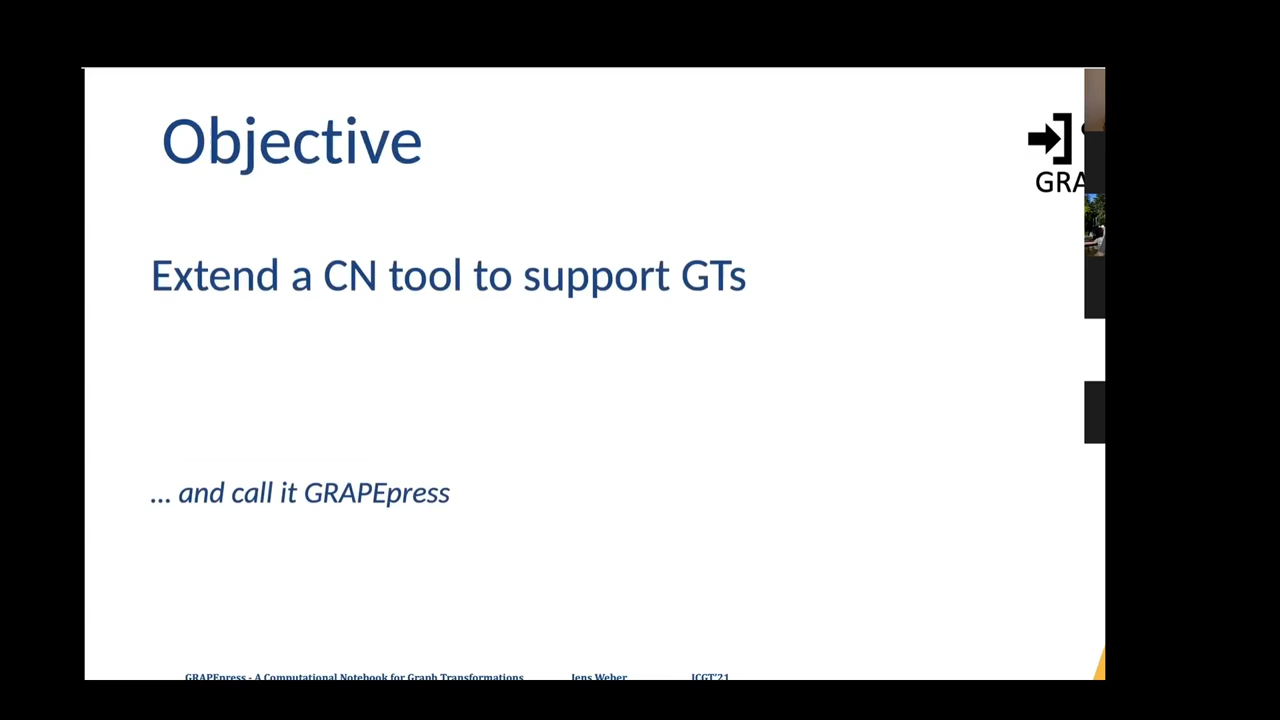 Objective
GRA
Extend a CN tool to support GTs
... and call it GRAPEpress
GRAPEpress - A Computational Notebook for Graph Transformations Jens Weber ICGT'21